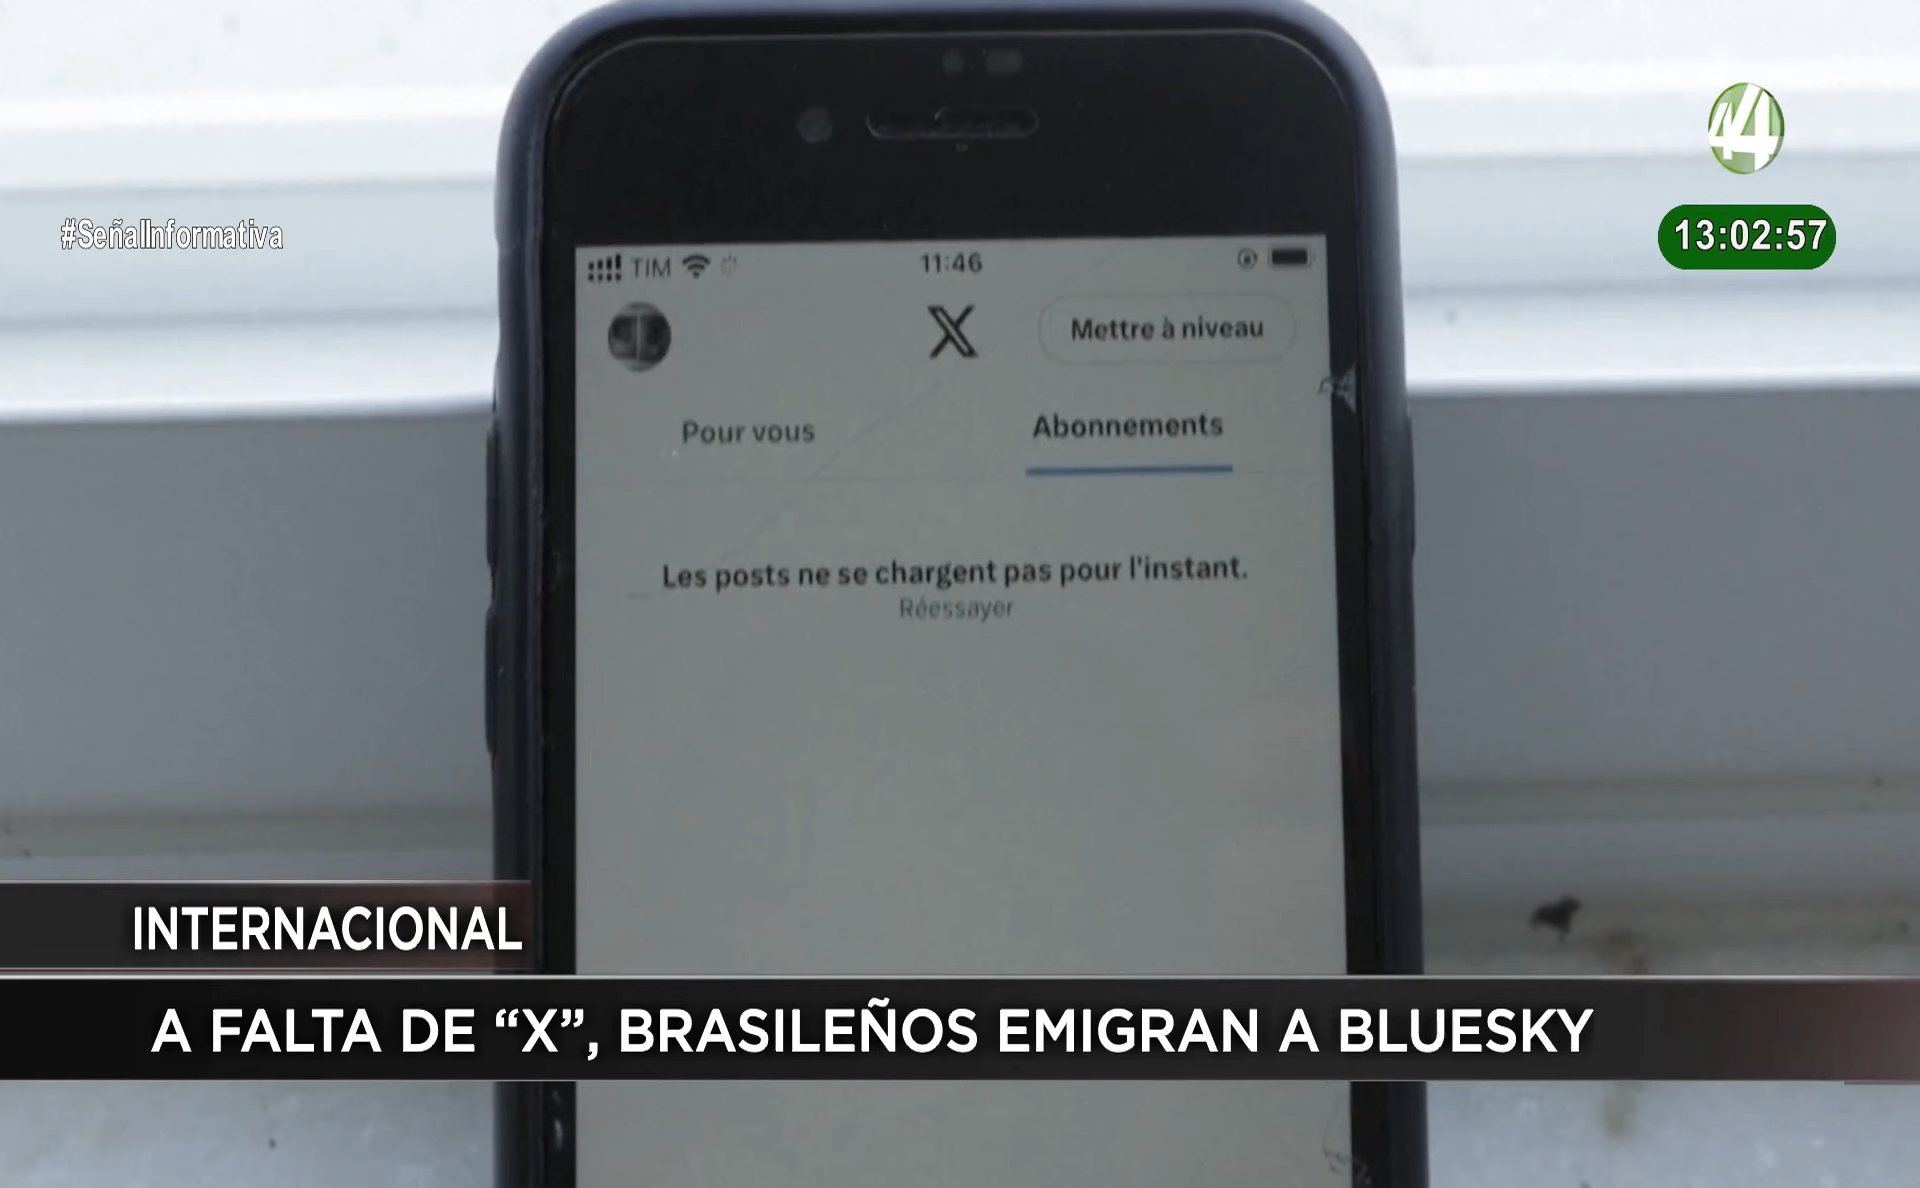 44
#SeñalInformativa
13:02:57
TIM
11:46
X
Mettre à niveau
Pour vous
Abonnements
Les posts ne se chargent pas pour l'instant.
Réessayer
INTERNACIONAL
A FALTA DE “X”, BRASILEÑOS EMIGRAN A BLUESKY